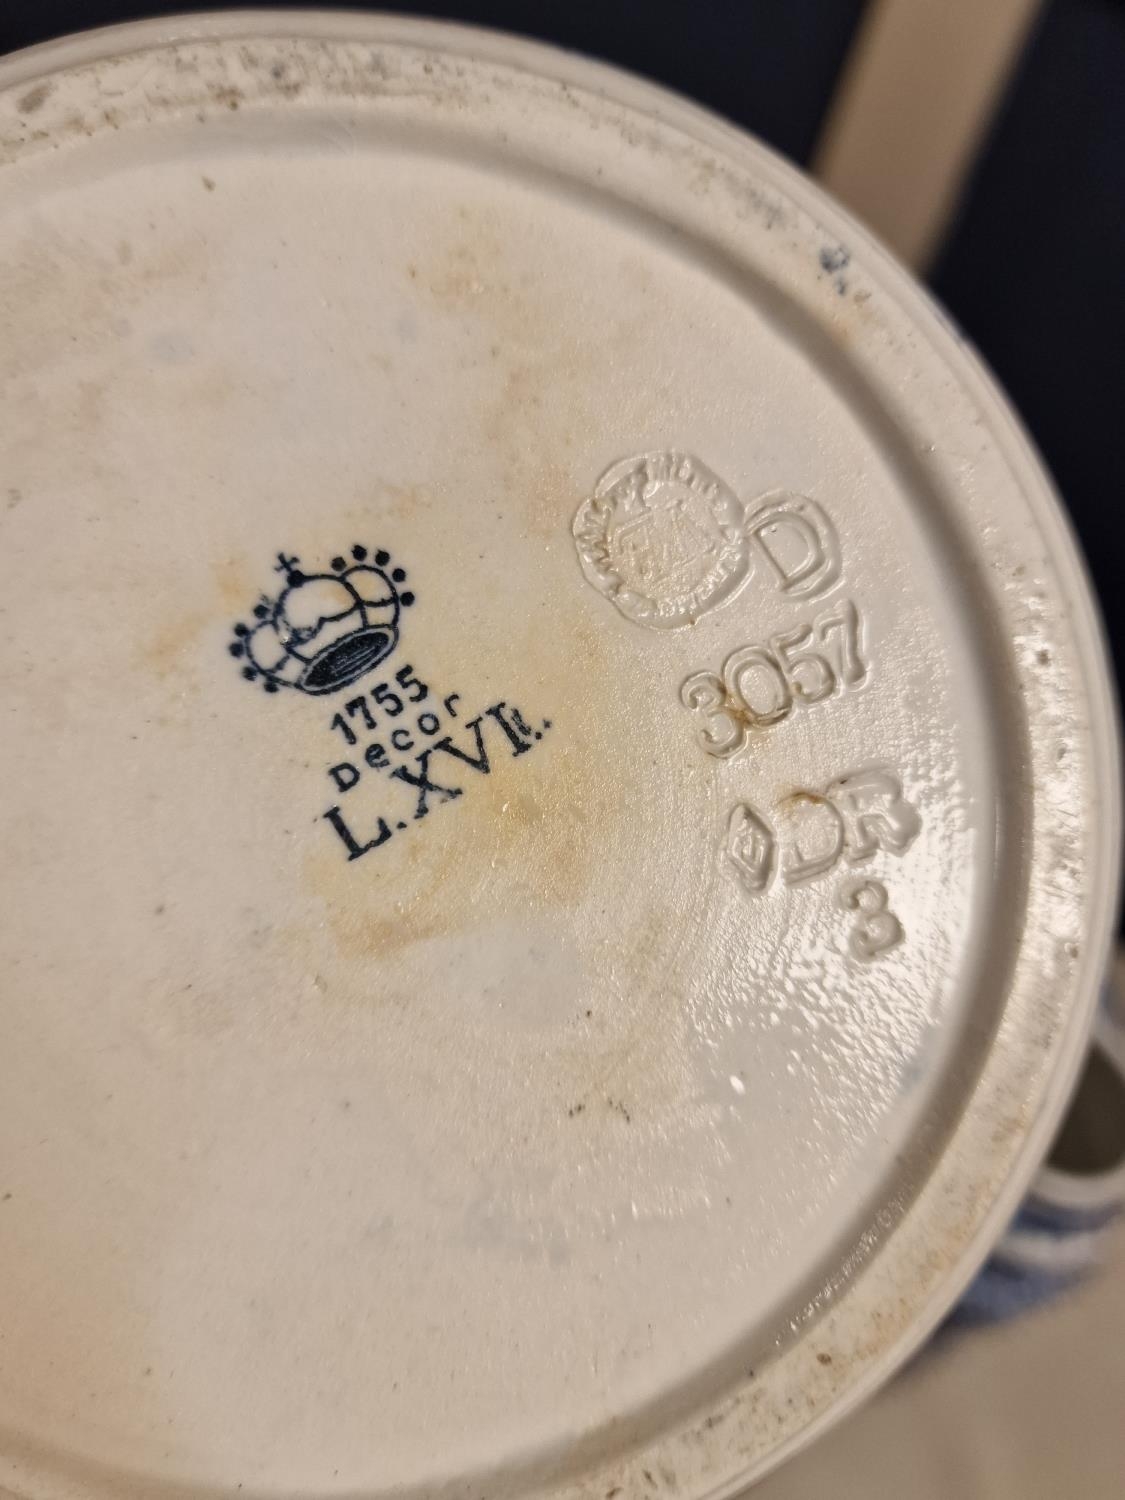 1755
Decor
L.XVI.
D
3057
DR
3